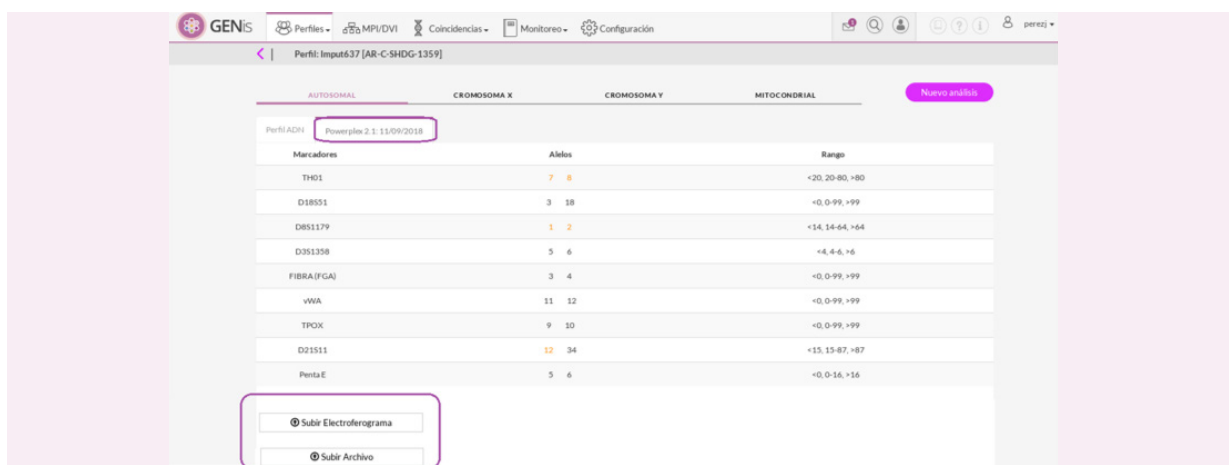 GENis Perfiles MPI/DVI Coincidencias Monitoreo Configuración perezj
Perfil: Imput637 [AR-C-SHDG-1359]
AUTOSOMAL CROMOSOMA X CROMOSOMA Y MITOCONDRIAL Nuevo análisis
Perfil ADN Powerplex 2.1: 11/09/2018
Marcadores Alelos Rango
TH01 7 8 <20, 20-80, >80
D18S51 3 18 <0, 0-99, >99
D8S1179 1 2 <14, 14-64, >64
D3S1358 5 6 <4, 4-6, >6
FIBRA (FGA) 3 4 <0, 0-99, >99
vWA 11 12 <0, 0-99, >99
TPOX 9 10 <0, 0-99, >99
D21S11 12 34 <15, 15-87, >87
Penta E 5 6 <0, 0-16, >16
Subir Electroferograma
Subir Archivo